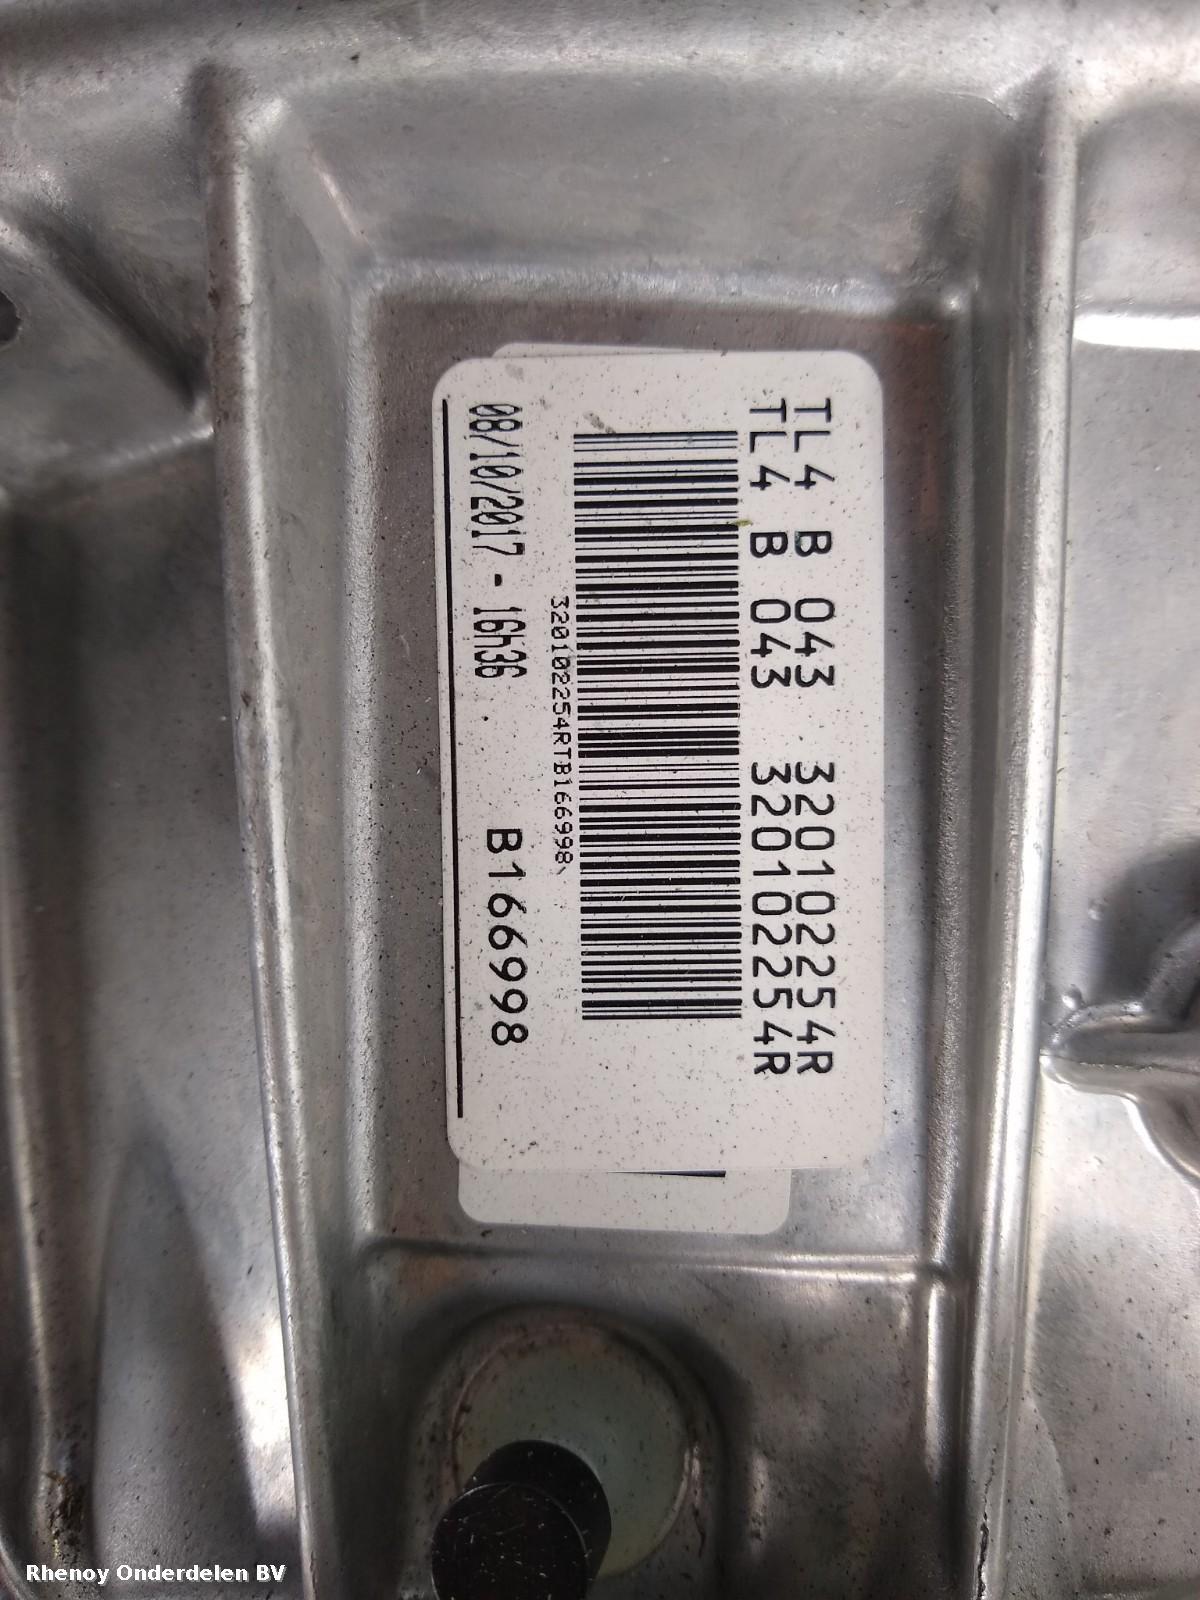 TL4 B 043 320102254R
TL4 B 043 320102254R
320102254RTB166998
08/10/2017 - 16h36 B166998
Rhenoy Onderdelen BV